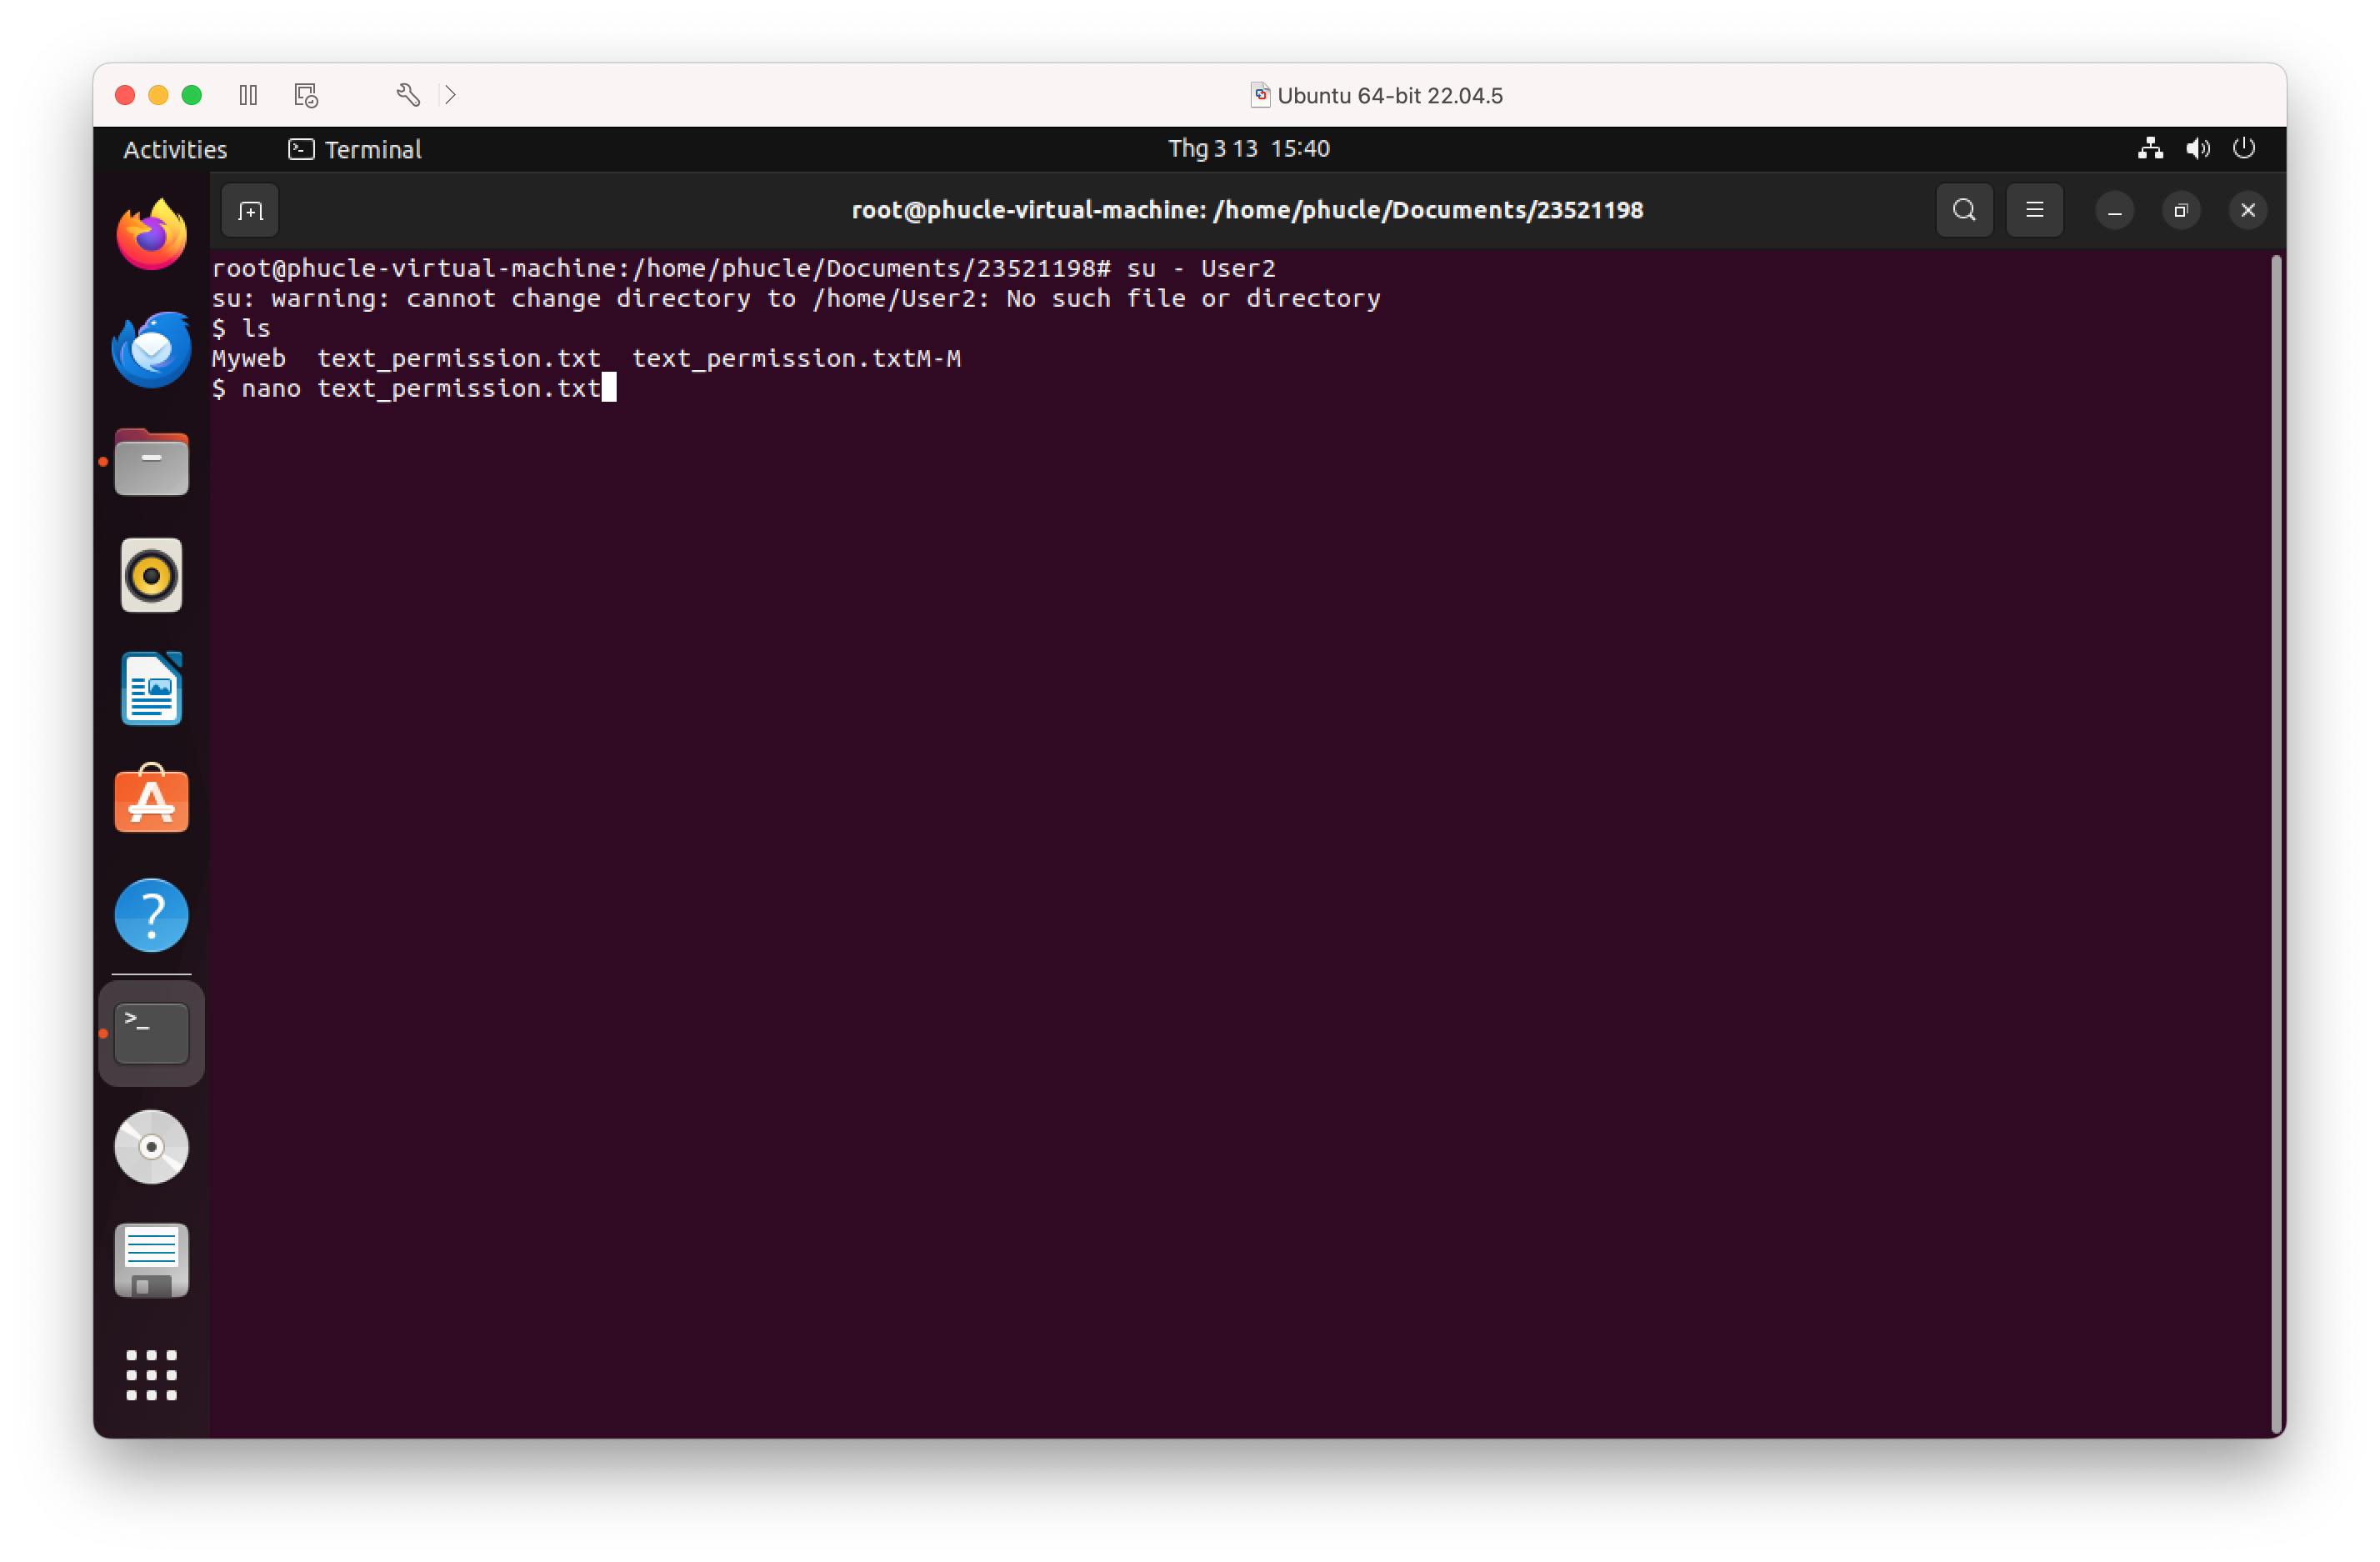 Ubuntu 64-bit 22.04.5
Activities
Terminal
Thg 3 13 15:40
root@phucle-virtual-machine: /home/phucle/Documents/23521198
root@phucle-virtual-machine:/home/phucle/Documents/23521198# su - User2
su: warning: cannot change directory to /home/User2: No such file or directory
$ ls
Myweb  text_permission.txt  text_permission.txtM-M
$ nano text_permission.txt